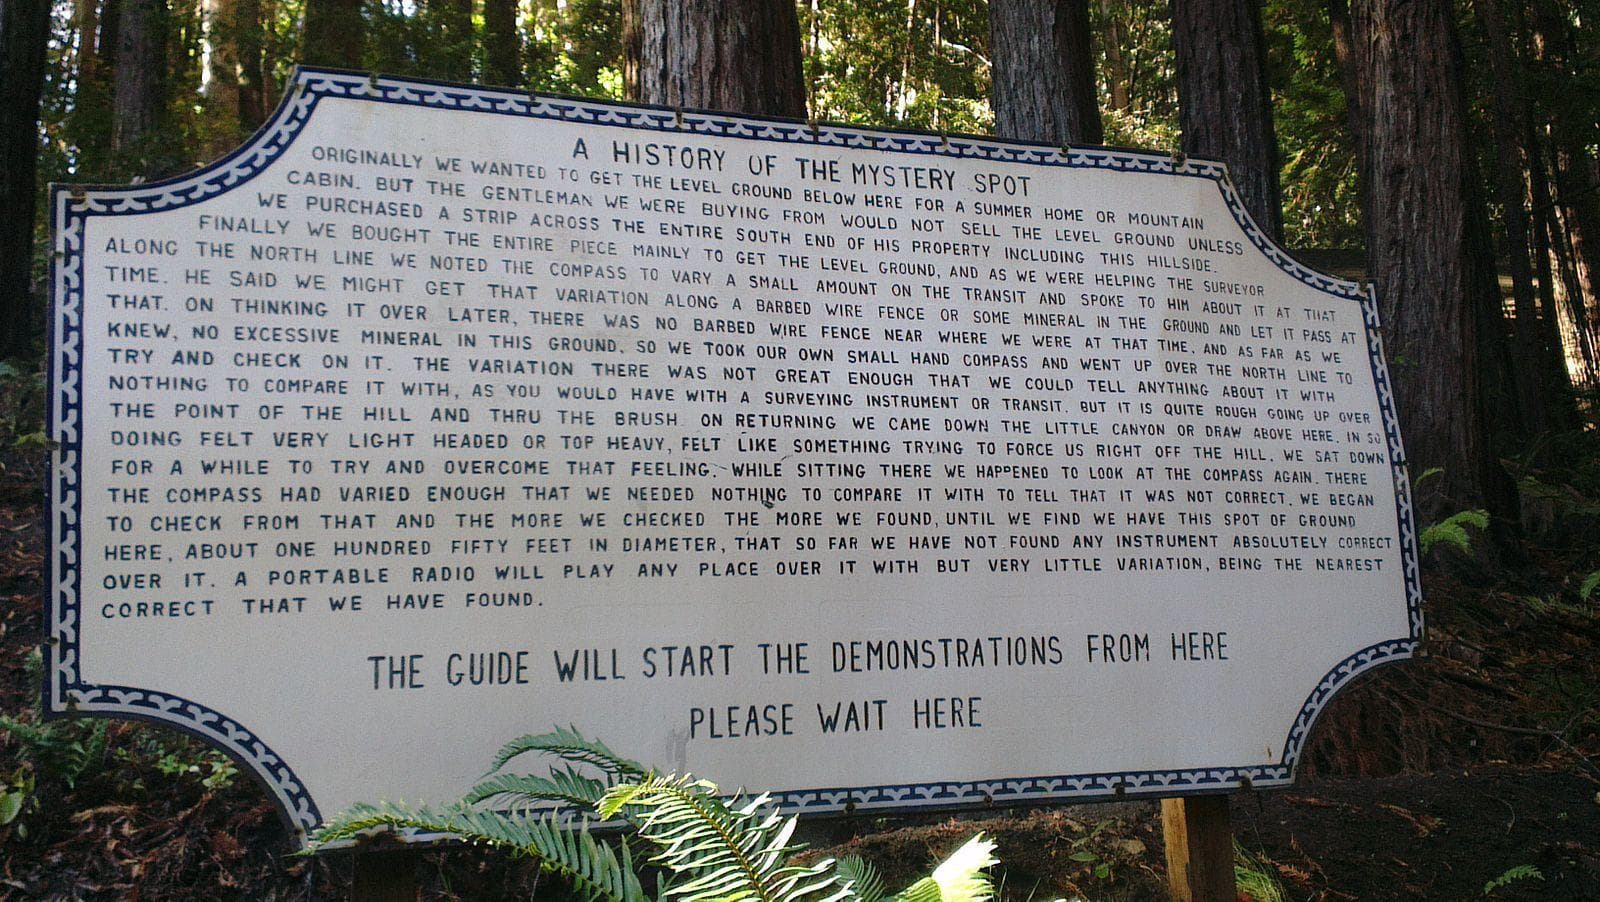 A HISTORY OF THE MYSTERY SPOT
ORIGINALLY WE WANTED TO GET THE LEVEL GROUND BELOW HERE FOR A SUMMER HOME OR MOUNTAIN
CABIN. BUT THE GENTLEMAN WE WERE BUYING FROM WOULD NOT SELL THE LEVEL GROUND UNLESS
WE PURCHASED A STRIP ACROSS THE ENTIRE SOUTH END OF HIS PROPERTY INCLUDING THIS HILLSIDE.
FINALLY WE BOUGHT THE ENTIRE PIECE MAINLY TO GET THE LEVEL GROUND, AND AS WE WERE HELPING THE SURVEYOR
ALONG THE NORTH LINE WE NOTED THE COMPASS TO VARY A SMALL AMOUNT ON THE TRANSIT AND SPOKE TO HIM ABOUT IT AT THAT
TIME. HE SAID WE MIGHT GET THAT VARIATION ALONG A BARBED WIRE FENCE OR SOME MINERAL IN THE GROUND AND LET IT PASS AT
THAT. ON THINKING IT OVER LATER, THERE WAS NO BARBED WIRE FENCE NEAR WHERE WE WERE AT THAT TIME, AND AS FAR AS WE
KNEW, NO EXCESSIVE MINERAL IN THIS GROUND. SO WE TOOK OUR OWN SMALL HAND COMPASS AND WENT UP OVER THE NORTH LINE TO
TRY AND CHECK ON IT. THE VARIATION THERE WAS NOT GREAT ENOUGH THAT WE COULD TELL ANYTHING ABOUT IT WITH
NOTHING TO COMPARE IT WITH, AS YOU WOULD HAVE WITH A SURVEYING INSTRUMENT OR TRANSIT. BUT IT IS QUITE ROUGH GOING UP OVER
THE POINT OF THE HILL AND THRU THE BRUSH. ON RETURNING WE CAME DOWN THE LITTLE CANYON OR DRAW ABOVE HERE. IN SO
DOING FELT VERY LIGHT HEADED OR TOP HEAVY, FELT LIKE SOMETHING TRYING TO FORCE US RIGHT OFF THE HILL. WE SAT DOWN
FOR A WHILE TO TRY AND OVERCOME THAT FEELING. WHILE SITTING THERE WE HAPPENED TO LOOK AT THE COMPASS AGAIN. THERE
THE COMPASS HAD VARIED ENOUGH THAT WE NEEDED NOTHING TO COMPARE IT WITH TO TELL THAT IT WAS NOT CORRECT. WE BEGAN
TO CHECK FROM THAT AND THE MORE WE CHECKED THE MORE WE FOUND, UNTIL WE FIND WE HAVE THIS SPOT OF GROUND
HERE, ABOUT ONE HUNDRED FIFTY FEET IN DIAMETER, THAT SO FAR WE HAVE NOT FOUND ANY INSTRUMENT ABSOLUTELY CORRECT
OVER IT. A PORTABLE RADIO WILL PLAY ANY PLACE OVER IT WITH BUT VERY LITTLE VARIATION, BEING THE NEAREST
CORRECT THAT WE HAVE FOUND.
THE GUIDE WILL START THE DEMONSTRATIONS FROM HERE
PLEASE WAIT HERE